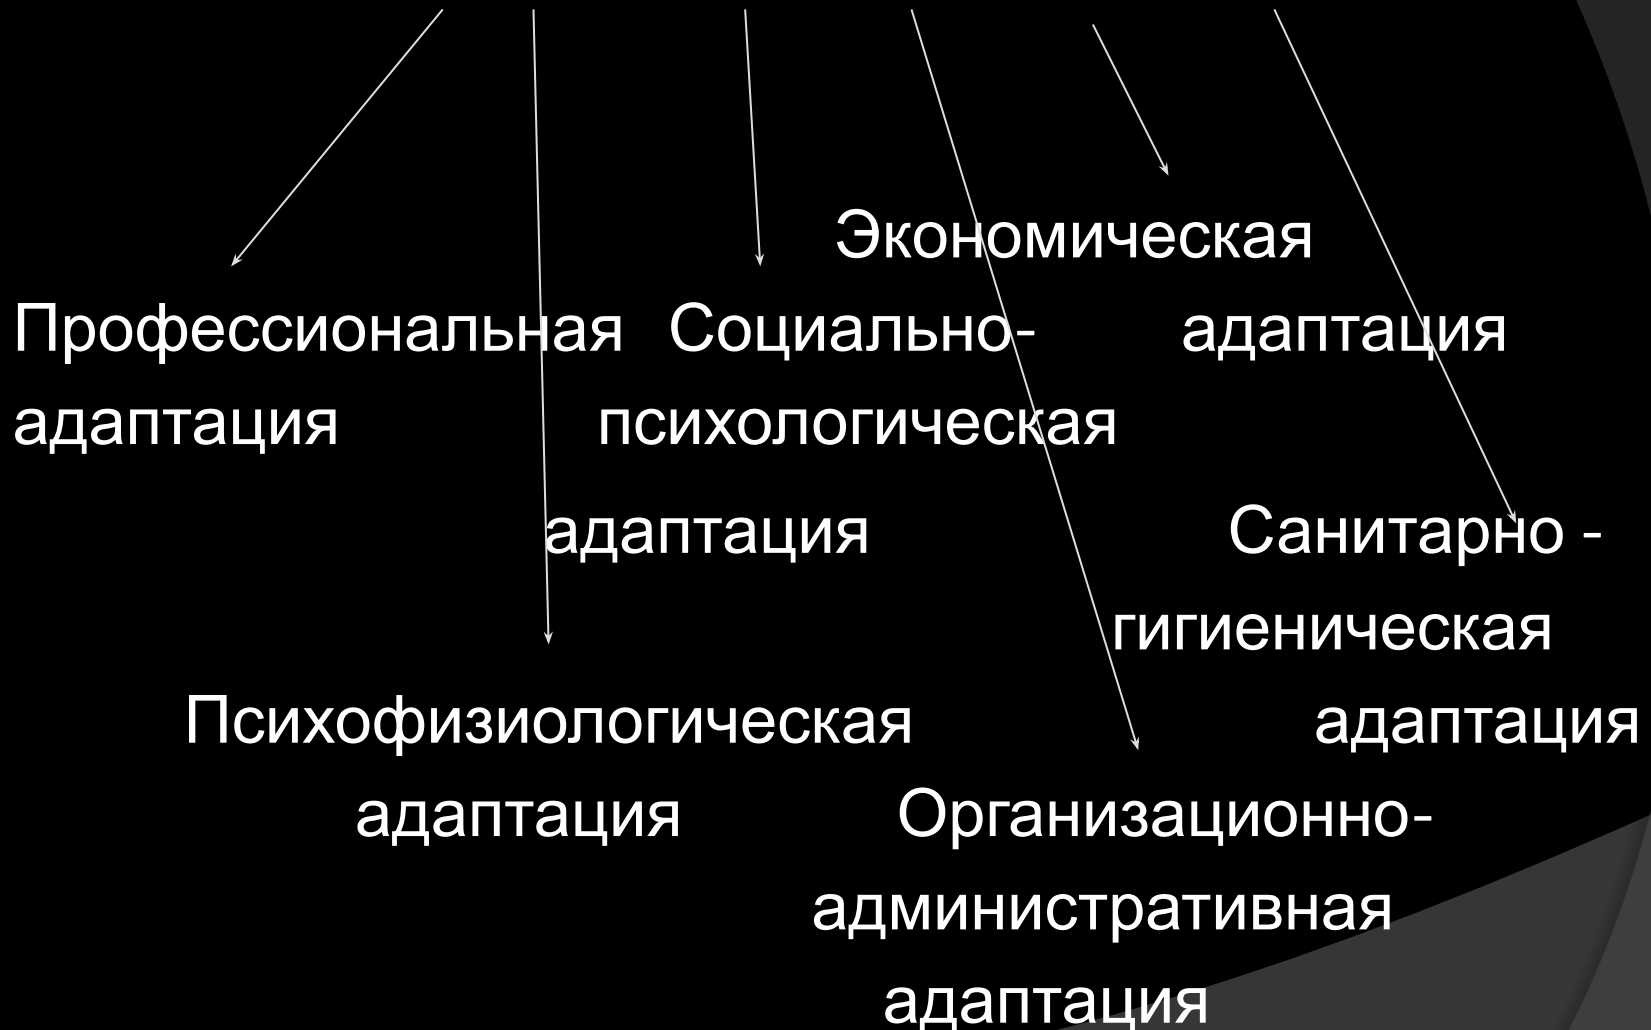 Экономическая
Профессиональная Социально- адаптация
адаптация психологическая
адаптация Санитарно -
гигиеническая
Психофизиологическая адаптация
адаптация Организационно-
административная
адаптация